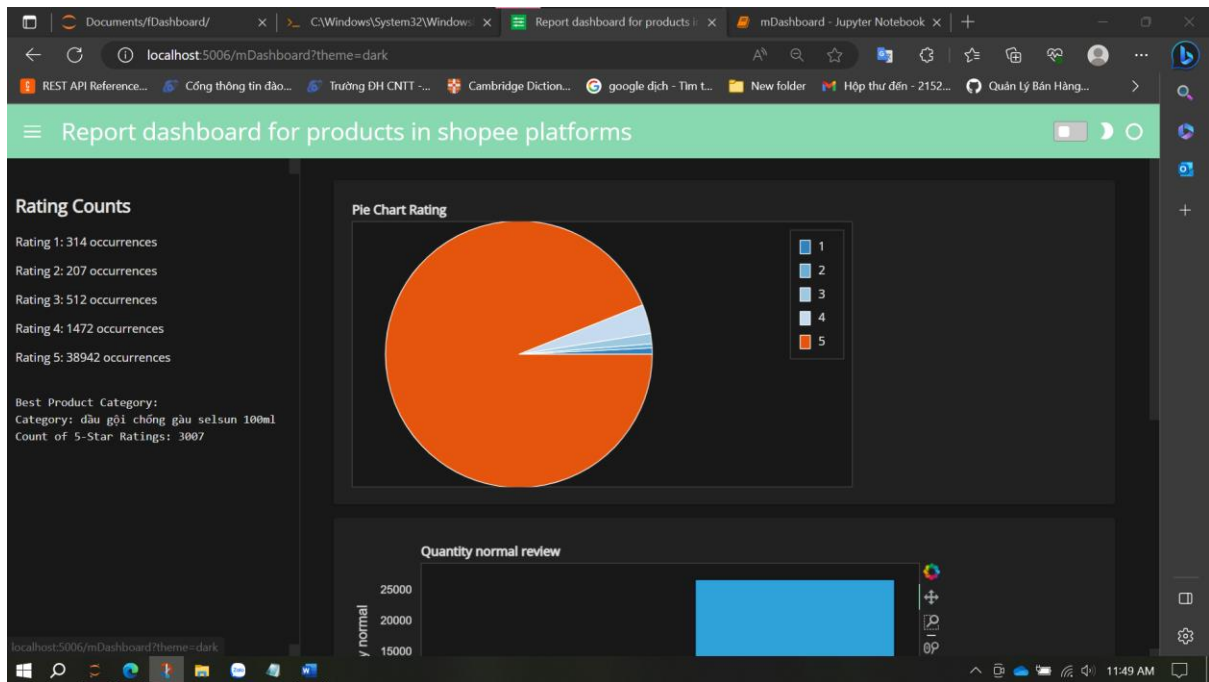 Documents/fDashboard/
C:\Windows\System32\Windows
Report dashboard for products i
mDashboard - Jupyter Notebook
localhost:5006/mDashboard?theme=dark
REST API Reference...
Cổng thông tin đào...
Trường ĐH CNTT -...
Cambridge Diction...
google dịch - Tìm t...
New folder
Hộp thư đến - 2152...
Quản Lý Bán Hàng...
Report dashboard for products in shopee platforms
Rating Counts
Rating 1: 314 occurrences
Rating 2: 207 occurrences
Rating 3: 512 occurrences
Rating 4: 1472 occurrences
Rating 5: 38942 occurrences
Best Product Category:
Category: dầu gội chống gàu selsun 100ml
Count of 5-Star Ratings: 3007
Pie Chart Rating
1
2
3
4
5
Quantity normal review
25000
20000
15000
y normal
localhost:5006/mDashboard?theme=dark
11:49 AM